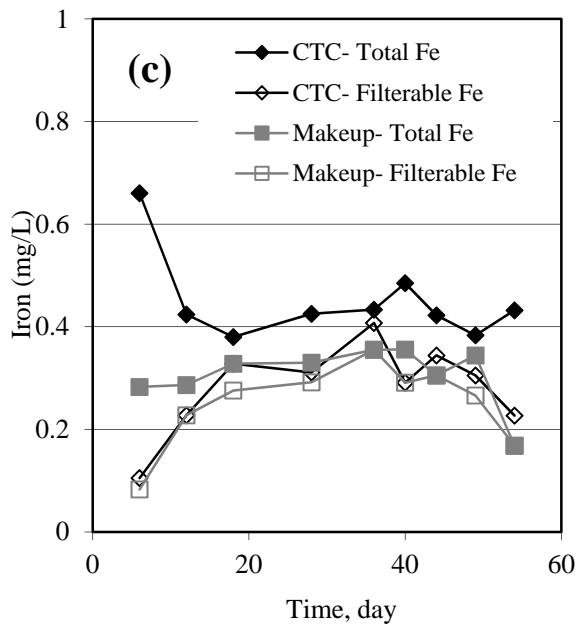 (c)
CTC- Total Fe
CTC- Filterable Fe
Makeup- Total Fe
Makeup- Filterable Fe
Iron (mg/L)
1
0.8
0.6
0.4
0.2
0
0 20 40 60
Time, day